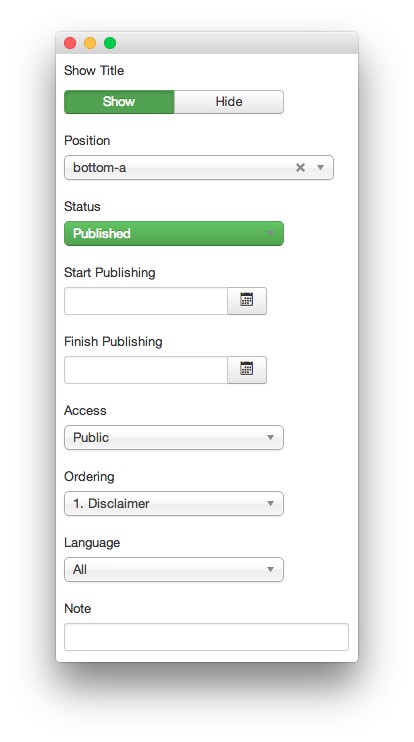 Show Title
Show Hide
Position
bottom-a
Status
Published
Start Publishing
Finish Publishing
Access
Public
Ordering
1. Disclaimer
Language
All
Note